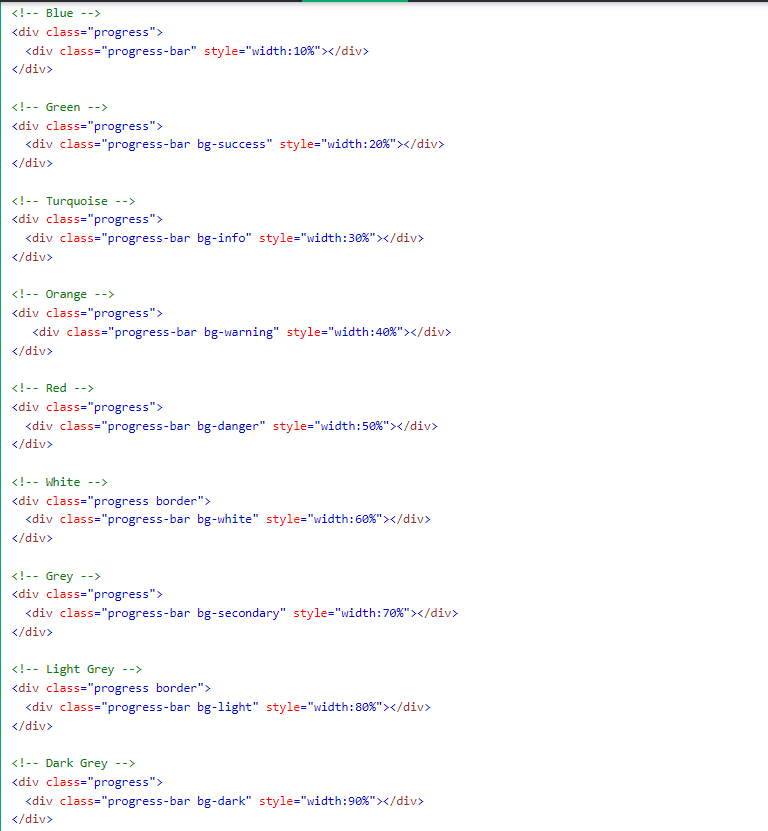 <!-- Blue -->
<div class="progress">
  <div class="progress-bar" style="width:10%"></div>
</div>

<!-- Green -->
<div class="progress">
  <div class="progress-bar bg-success" style="width:20%"></div>
</div>

<!-- Turquoise -->
<div class="progress">
  <div class="progress-bar bg-info" style="width:30%"></div>
</div>

<!-- Orange -->
<div class="progress">
   <div class="progress-bar bg-warning" style="width:40%"></div>
</div>

<!-- Red -->
<div class="progress">
  <div class="progress-bar bg-danger" style="width:50%"></div>
</div>

<!-- White -->
<div class="progress border">
  <div class="progress-bar bg-white" style="width:60%"></div>
</div>

<!-- Grey -->
<div class="progress">
  <div class="progress-bar bg-secondary" style="width:70%"></div>
</div>

<!-- Light Grey -->
<div class="progress border">
  <div class="progress-bar bg-light" style="width:80%"></div>
</div>

<!-- Dark Grey -->
<div class="progress">
  <div class="progress-bar bg-dark" style="width:90%"></div>
</div>